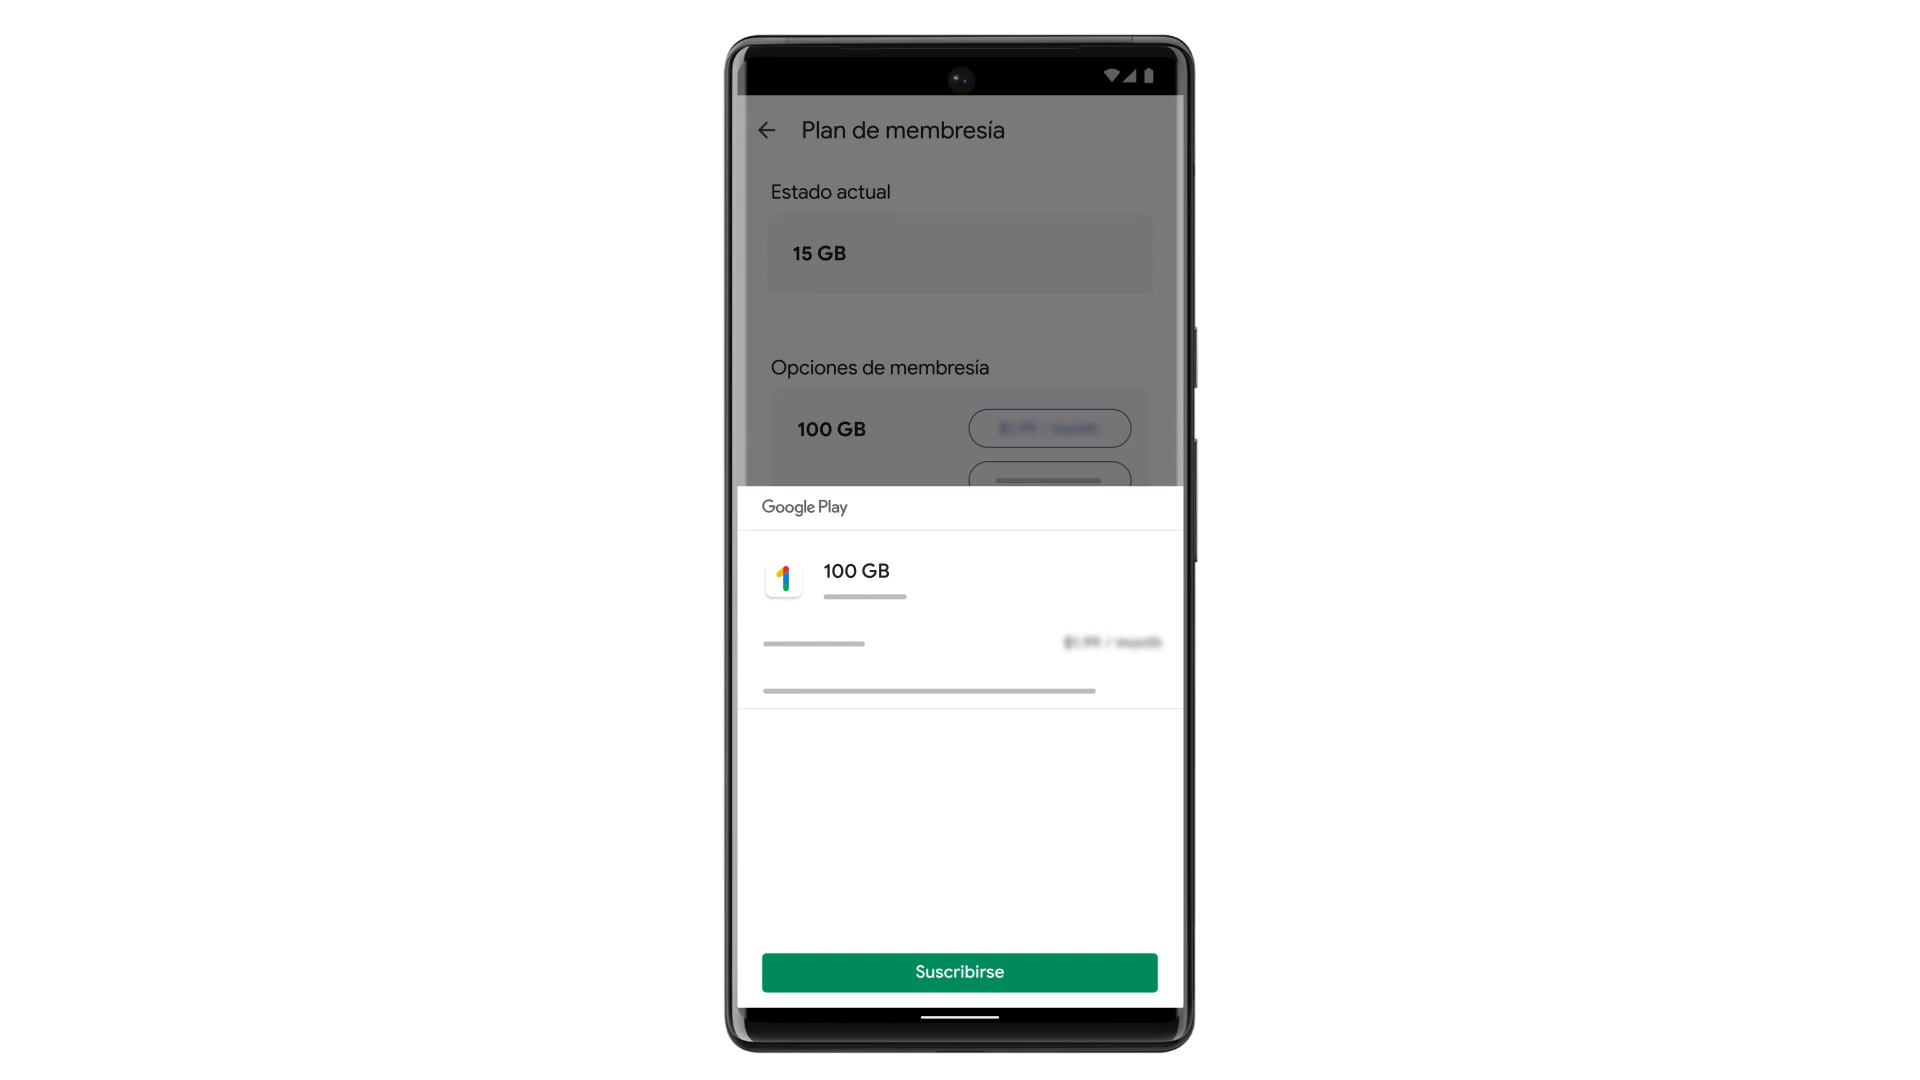 Plan de membresía
Estado actual
15 GB
Opciones de membresía
100 GB
Google Play
100 GB
Suscribirse